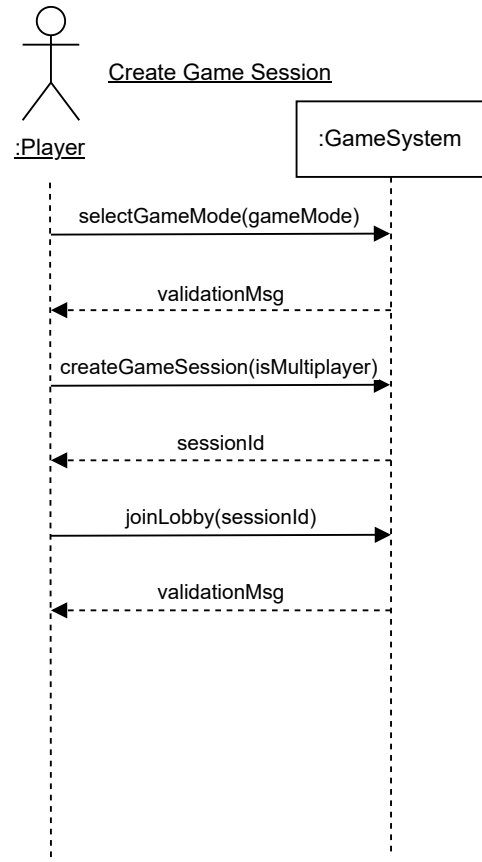 Create Game Session
:Player
:GameSystem
selectGameMode(gameMode)
validationMsg
createGameSession(isMultiplayer)
sessionId
joinLobby(sessionId)
validationMsg